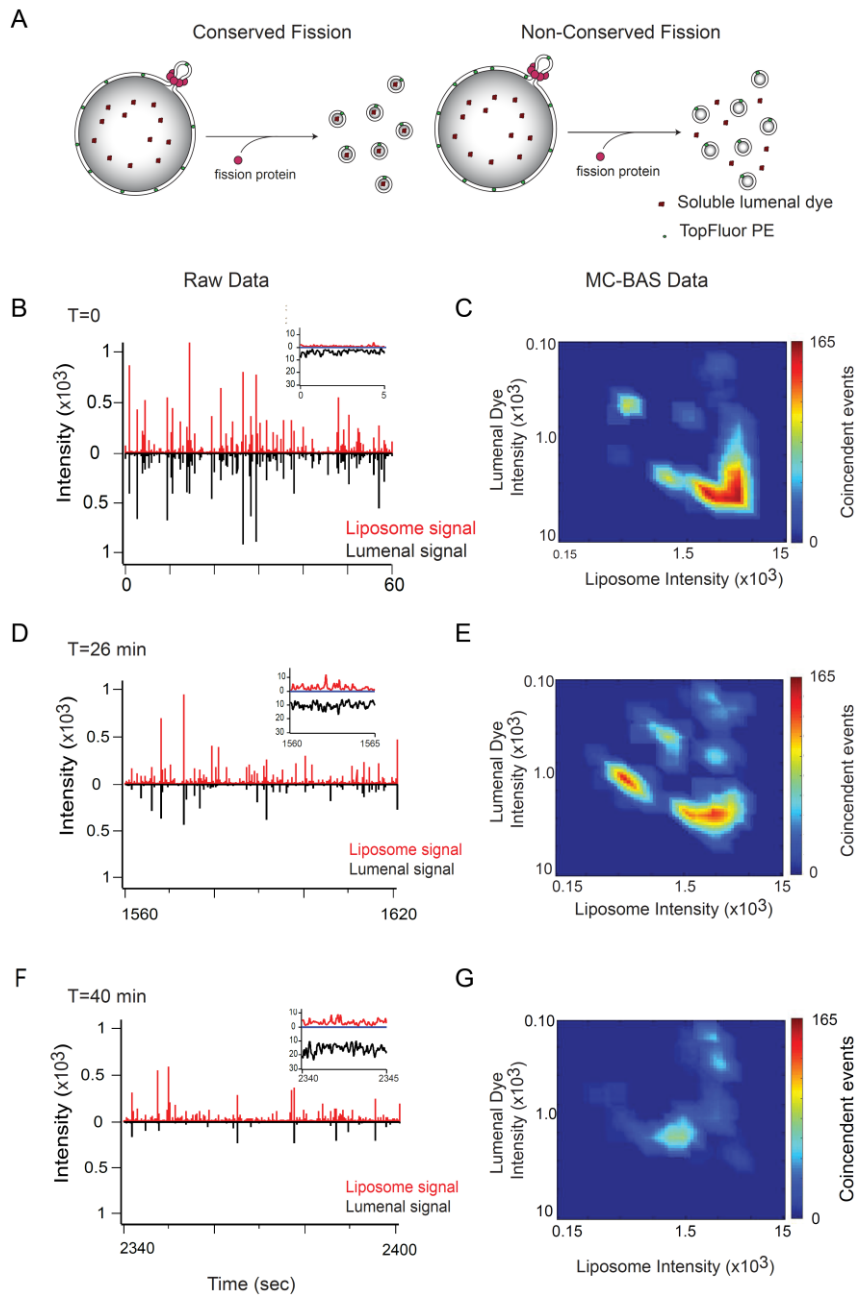 A
Conserved Fission
Non-Conserved Fission
fission protein
fission protein
Soluble lumenal dye
TopFluor PE
Raw Data
MC-BAS Data
B
T=0
Intensity (x10³)
1
0.5
0
0.5
1
0
60
10
0
10
20
30
0
5
Liposome signal
Lumenal signal
C
Lumenal Dye
Intensity (x10³)
0.10
1.0
10
0.15
1.5
15
Liposome Intensity (x10³)
165
0
Coincendent events
D
T=26 min
Intensity (x10³)
1
0.5
0
0.5
1
1560
1620
10
0
10
20
30
1560
1565
Liposome signal
Lumenal signal
E
Lumenal Dye
Intensity (x10³)
0.10
1.0
10
0.15
1.5
15
Liposome Intensity (x10³)
165
0
Coincendent events
F
T=40 min
Intensity (x10³)
1
0.5
0
0.5
1
2340
2400
Time (sec)
10
0
10
20
30
2340
2345
Liposome signal
Lumenal signal
G
Lumenal Dye
Intensity (x10³)
0.10
1.0
10
0.15
1.5
15
Liposome Intensity (x10³)
165
0
Coincendent events